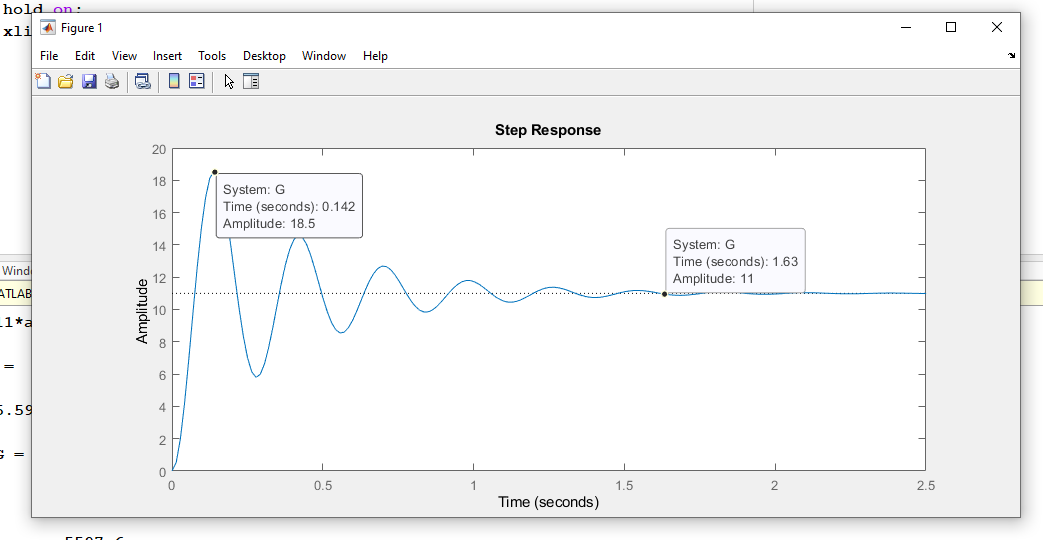 hold on;
xli
Figure 1
File Edit View Insert Tools Desktop Window Help
Step Response
20
18
16
14
12
10
8
6
4
2
0
Amplitude
System: G
Time (seconds): 0.142
Amplitude: 18.5
System: G
Time (seconds): 1.63
Amplitude: 11
0 0.5 1 1.5 2 2.5
Time (seconds)
Wind
ATLAB
l1*a
=
5.59
G =